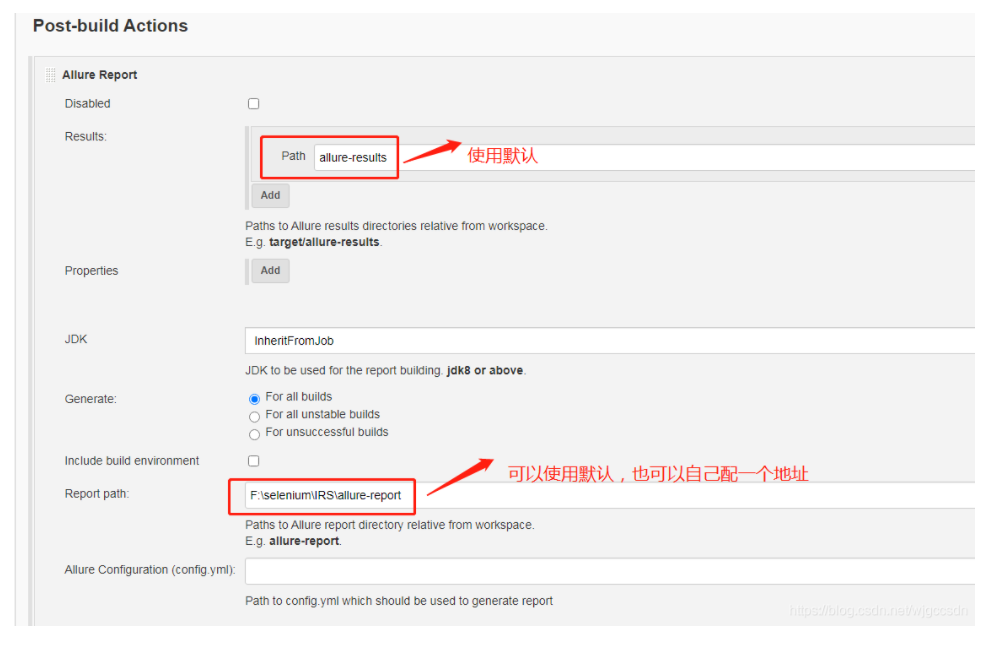 Post-build Actions
Allure Report
Disabled
Results:
Path allure-results 使用默认
Add
Paths to Allure results directories relative from workspace.
E.g. target/allure-results.
Properties Add
JDK InheritFromJob
JDK to be used for the report building. jdk8 or above.
Generate: For all builds
For all unstable builds
For unsuccessful builds
Include build environment
可以使用默认，也可以自己配一个地址
Report path: F:\selenium\IRS\allure-report
Paths to Allure report directory relative from workspace.
E.g. allure-report.
Allure Configuration (config.yml):
Path to config.yml which should be used to generate report
https://blog.csdn.net/wjgccsdn